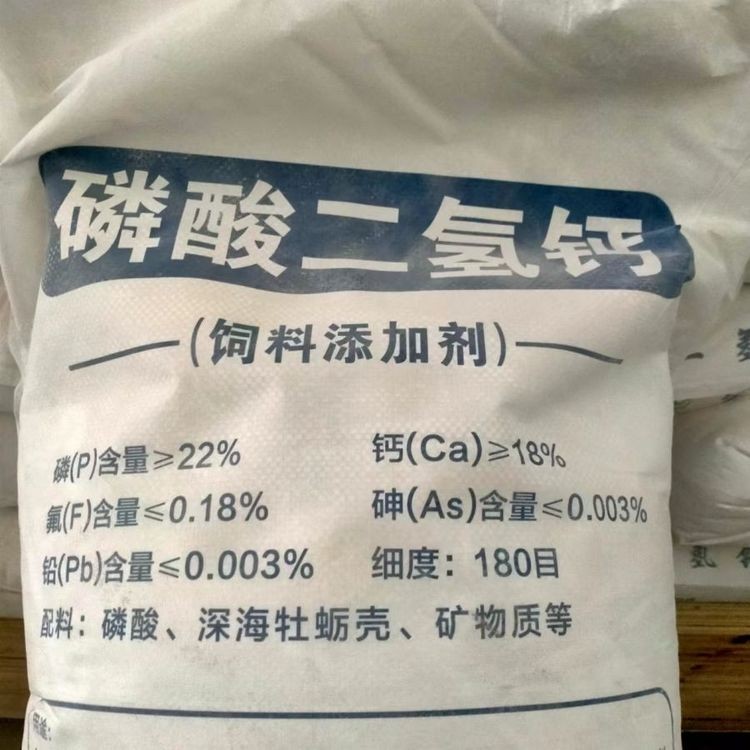 磷酸二氢钙
(饲料添加剂)
磷(P)含量≥22%
钙(Ca)≥18%
氟(F)含量≤0.18%
砷(As)含量≤0.003%
铅(Pb)含量≤0.003%
细度：180目
配料：磷酸、深海牡蛎壳、矿物质等